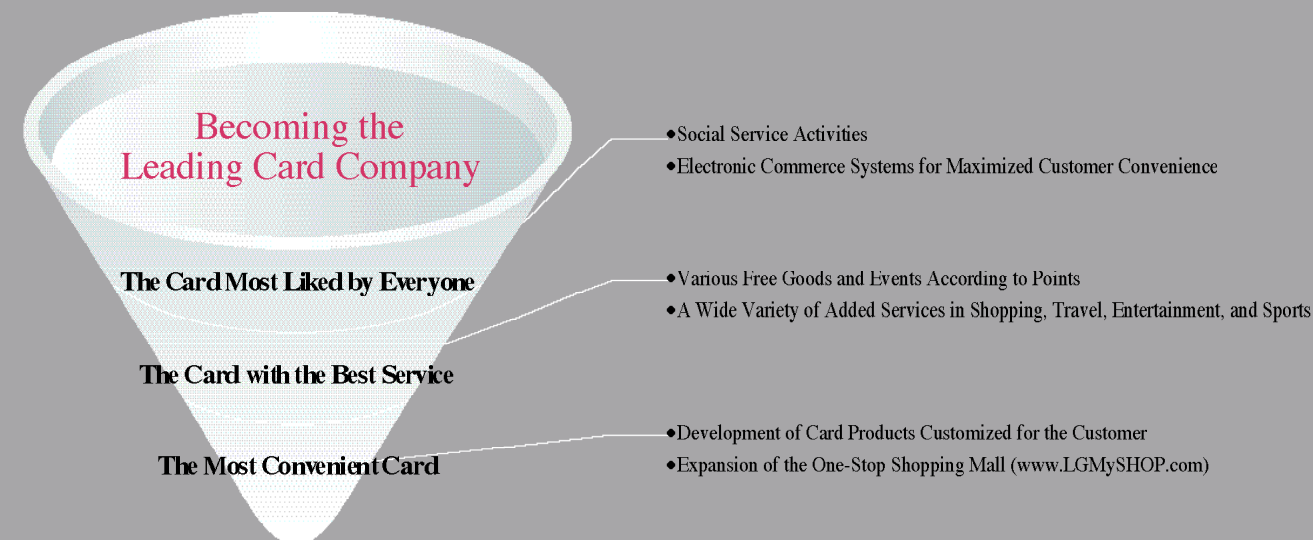 Becoming the
Leading Card Company
•Social Service Activities
•Electronic Commerce Systems for Maximized Customer Convenience
The Card Most Liked by Everyone
•Various Free Goods and Events According to Points
•A Wide Variety of Added Services in Shopping, Travel, Entertainment, and Sports
The Card with the Best Service
•Development of Card Products Customized for the Customer
•Expansion of the One-Stop Shopping Mall (www.LGMySHOP.com)
The Most Convenient Card